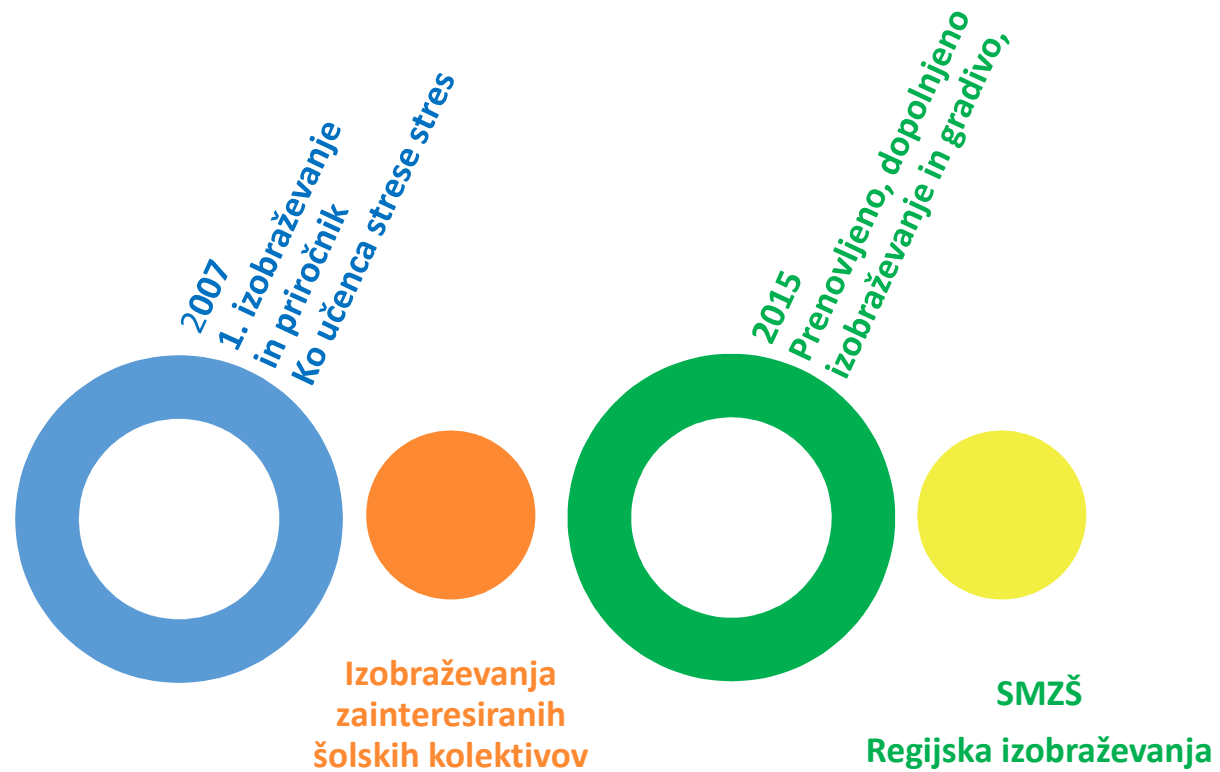 2007
1. izobraževanje
in priročnik
Ko učenca strese stres
Izobraževanja
zainteresiranih
šolskih kolektivov
2015
Prenovljeno, dopolnjeno
izobraževanje in gradivo,
SMZŠ
Regijska izobraževanja